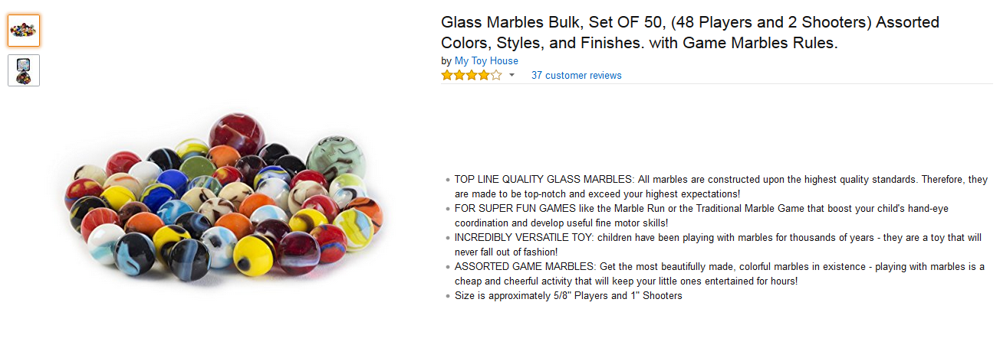 Glass Marbles Bulk, Set OF 50, (48 Players and 2 Shooters) Assorted
Colors, Styles, and Finishes. with Game Marbles Rules.
by My Toy House
37 customer reviews
TOP LINE QUALITY GLASS MARBLES: All marbles are constructed upon the highest quality standards. Therefore, they
are made to be top-notch and exceed your highest expectations!
FOR SUPER FUN GAMES like the Marble Run or the Traditional Marble Game that boost your child's hand-eye
coordination and develop useful fine motor skills!
INCREDIBLY VERSATILE TOY: children have been playing with marbles for thousands of years - they are a toy that will
never fall out of fashion!
ASSORTED GAME MARBLES: Get the most beautifully made, colorful marbles in existence - playing with marbles is a
cheap and cheerful activity that will keep your little ones entertained for hours!
Size is approximately 5/8" Players and 1" Shooters